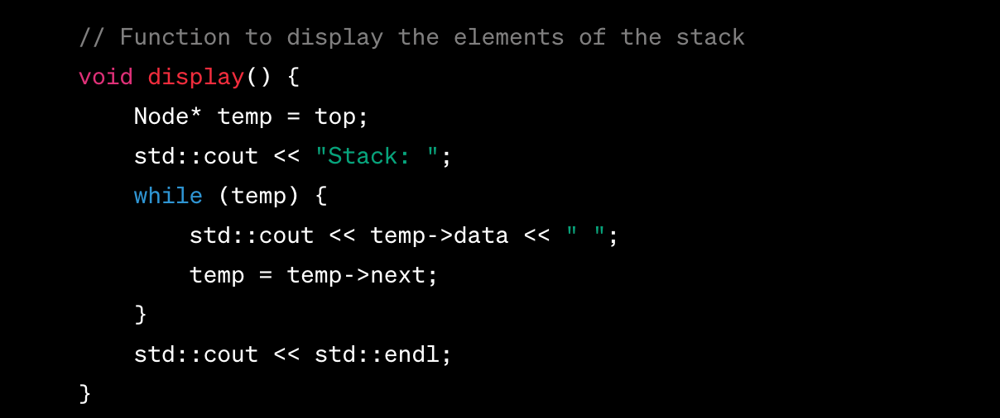 // Function to display the elements of the stack
void display() {
    Node* temp = top;
    std::cout << "Stack: ";
    while (temp) {
        std::cout << temp->data << " ";
        temp = temp->next;
    }
    std::cout << std::endl;
}